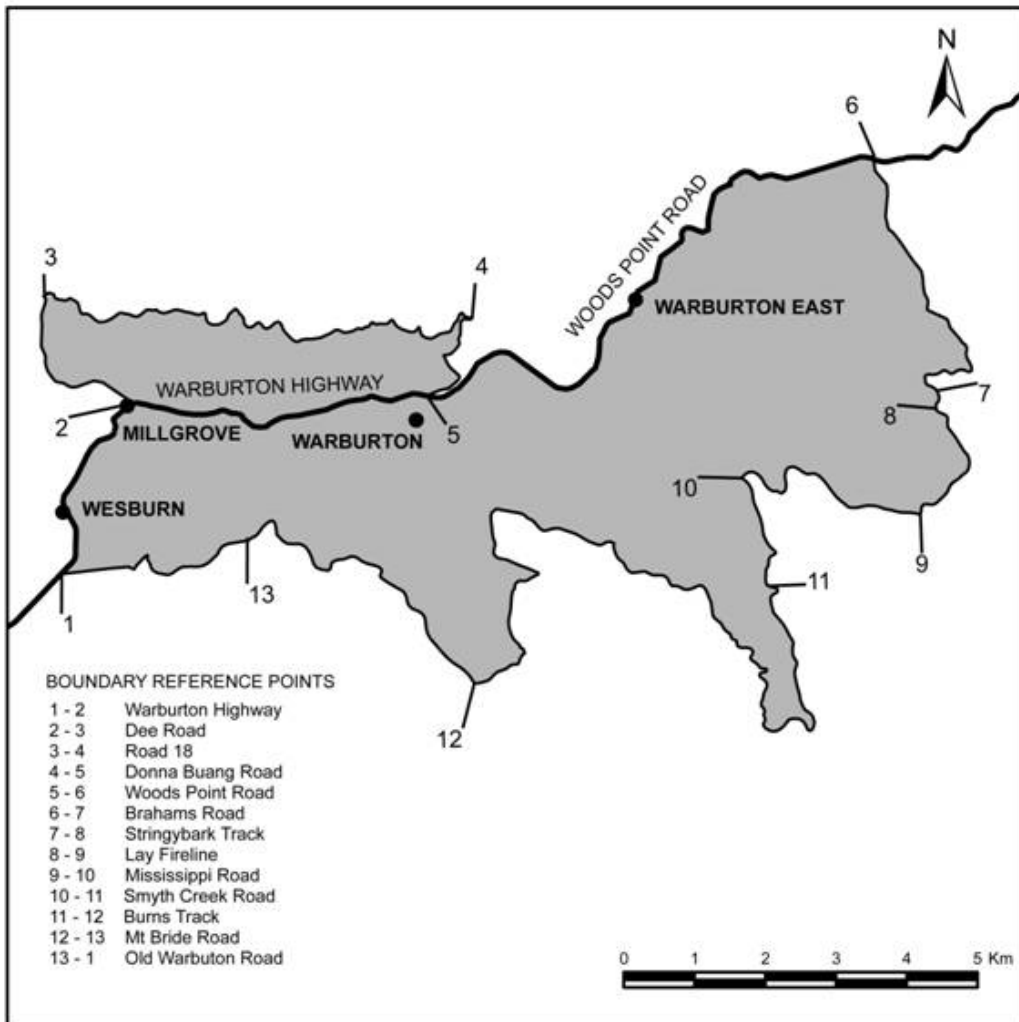 N
6
3
4
WOODS POINT ROAD
WARBURTON EAST
WARBURTON HIGHWAY
7
2
8
MILLGROVE
WARBURTON
5
10
WESBURN
9
13
11
1
12
BOUNDARY REFERENCE POINTS
1 - 2 Warburton Highway
2 - 3 Dee Road
3 - 4 Road 18
4 - 5 Donna Buang Road
5 - 6 Woods Point Road
6 - 7 Brahams Road
7 - 8 Stringybark Track
8 - 9 Lay Fireline
9 - 10 Mississippi Road
10 - 11 Smyth Creek Road
11 - 12 Burns Track
12 - 13 Mt Bride Road
13 - 1 Old Warbuton Road
0 1 2 3 4 5 Km